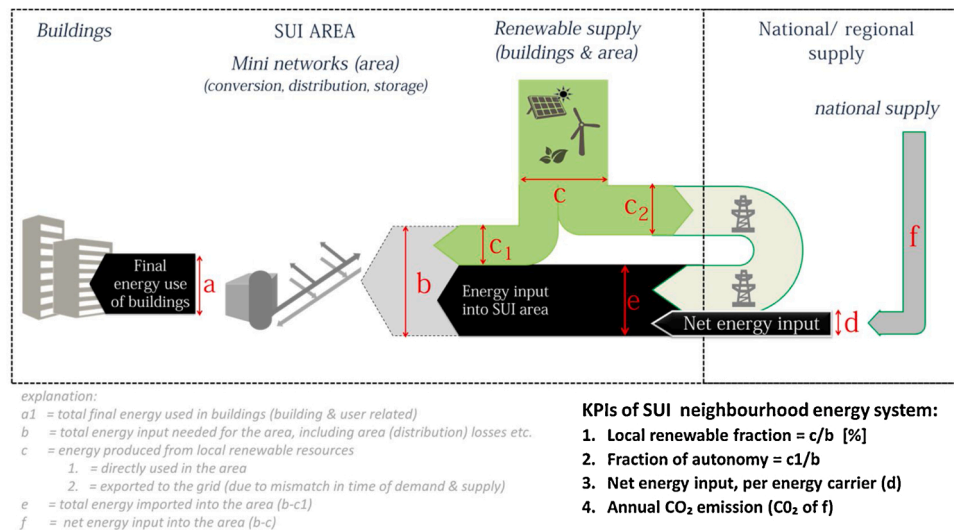 Buildings
SUI AREA
Mini networks (area)
(conversion, distribution, storage)
Renewable supply
(buildings & area)
National/ regional
supply
national supply
c
c2
c1
f
Final
energy use
of buildings
a
b
Energy input
into SUI area
e
Net energy input
d
explanation:
a1 = total final energy used in buildings (building & user related)
b = total energy input needed for the area, including area (distribution) losses etc.
c = energy produced from local renewable resources
1. = directly used in the area
2. = exported to the grid (due to mismatch in time of demand & supply)
e = total energy imported into the area (b-c1)
f = net energy input into the area (b-c)
KPIs of SUI neighbourhood energy system:
1. Local renewable fraction = c/b [%]
2. Fraction of autonomy = c1/b
3. Net energy input, per energy carrier (d)
4. Annual CO₂ emission (C0₂ of f)